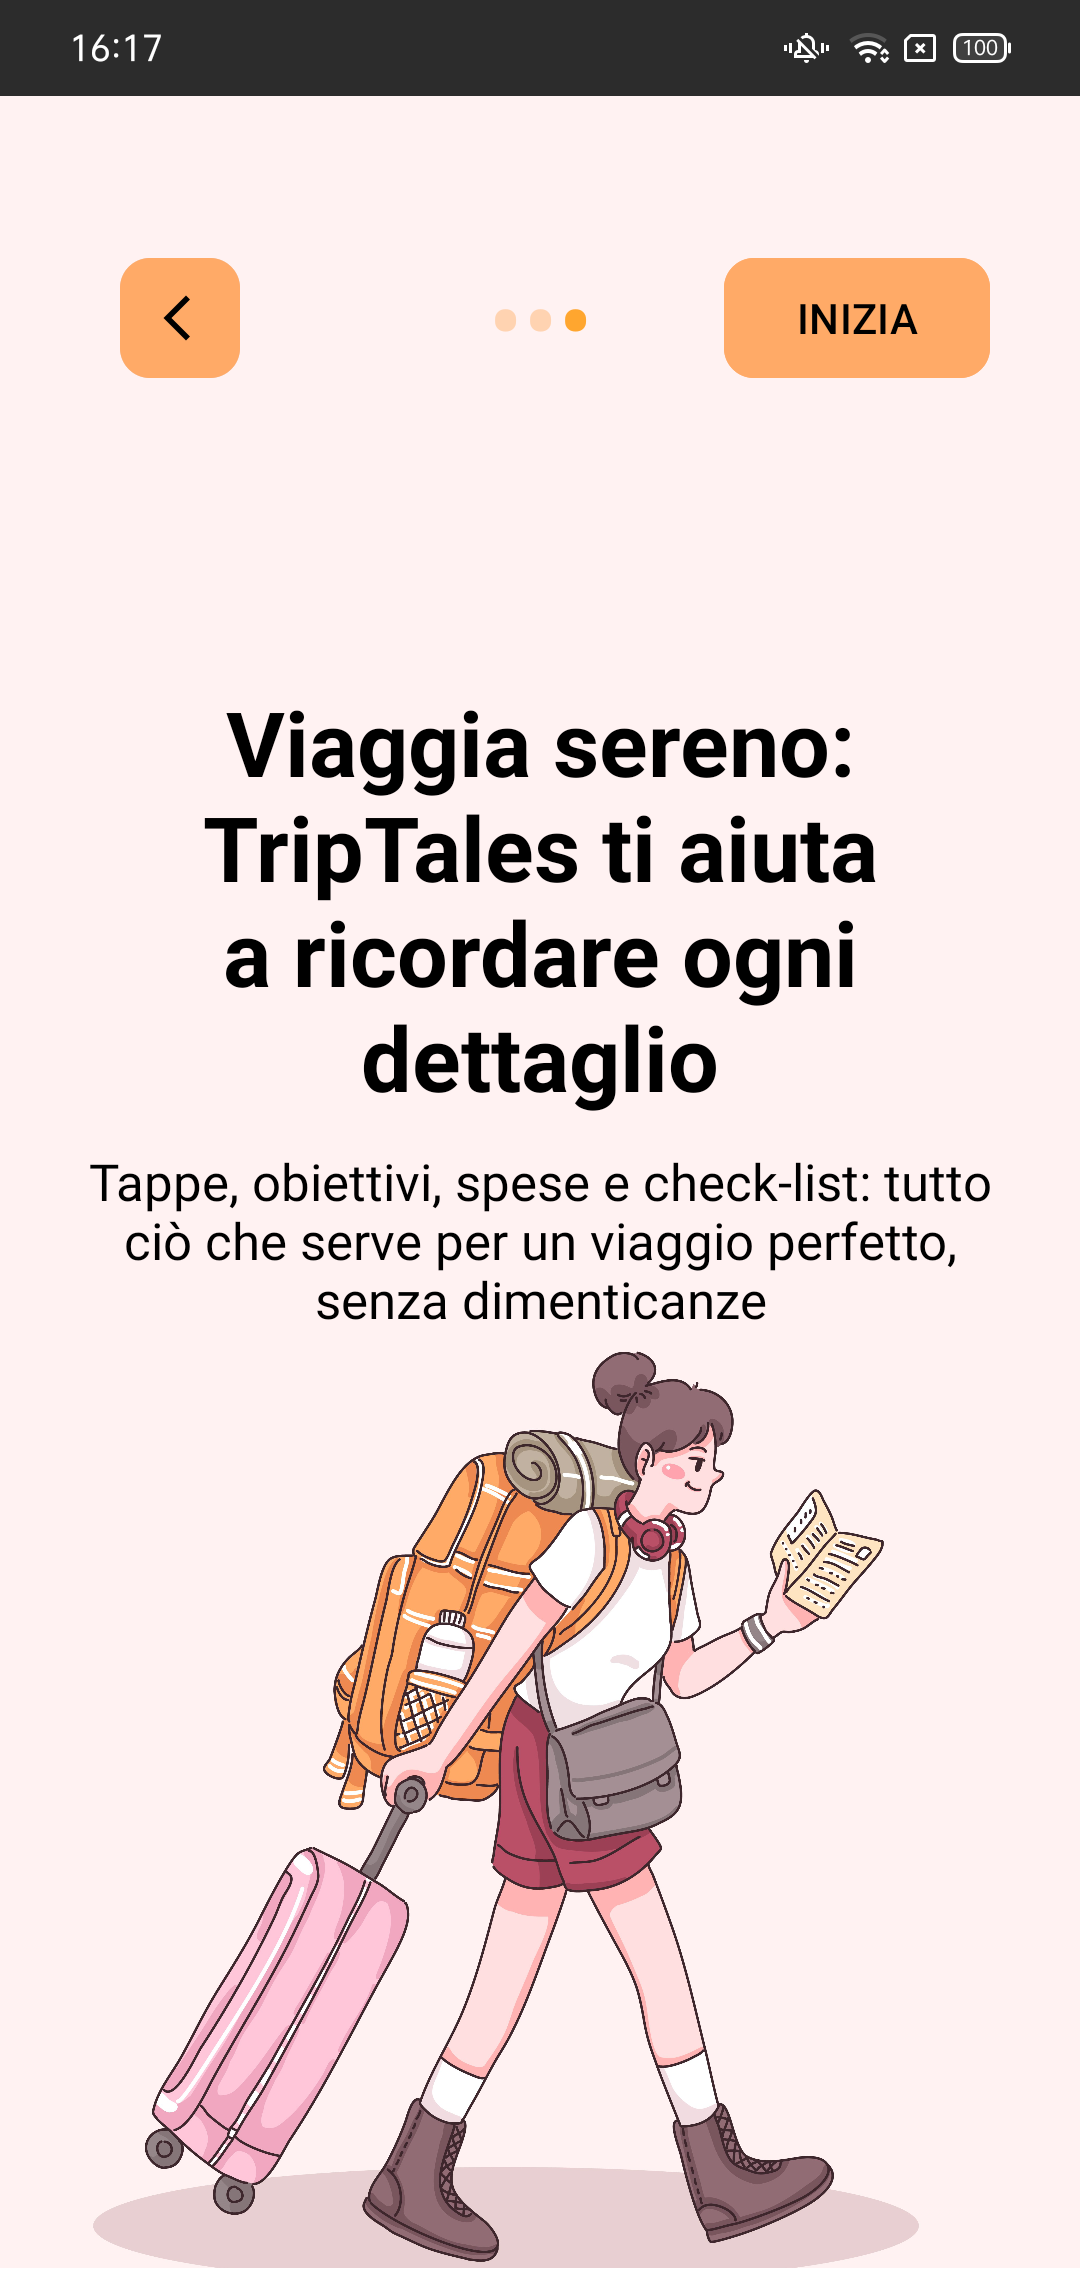 16:17
100
INIZIA
Viaggia sereno:
TripTales ti aiuta
a ricordare ogni
dettaglio
Tappe, obiettivi, spese e check-list: tutto
ciò che serve per un viaggio perfetto,
senza dimenticanze